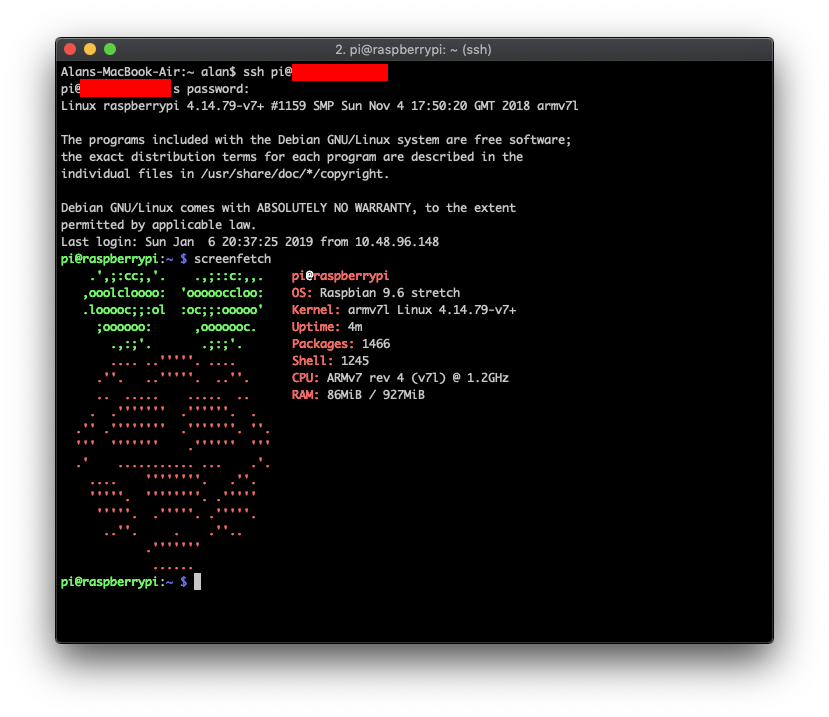 2. pi@raspberrypi: ~ (ssh)
Alans-MacBook-Air:~ alan$ ssh pi@
pi@ s password:
Linux raspberrypi 4.14.79-v7+ #1159 SMP Sun Nov 4 17:50:20 GMT 2018 armv7l
The programs included with the Debian GNU/Linux system are free software;
the exact distribution terms for each program are described in the
individual files in /usr/share/doc/*/copyright.
Debian GNU/Linux comes with ABSOLUTELY NO WARRANTY, to the extent
permitted by applicable law.
Last login: Sun Jan  6 20:37:25 2019 from 10.48.96.148
pi@raspberrypi:~ $ screenfetch
pi@raspberrypi
OS: Raspbian 9.6 stretch
Kernel: armv7l Linux 4.14.79-v7+
Uptime: 4m
Packages: 1466
Shell: 1245
CPU: ARMv7 rev 4 (v7l) @ 1.2GHz
RAM: 86MiB / 927MiB
pi@raspberrypi:~ $